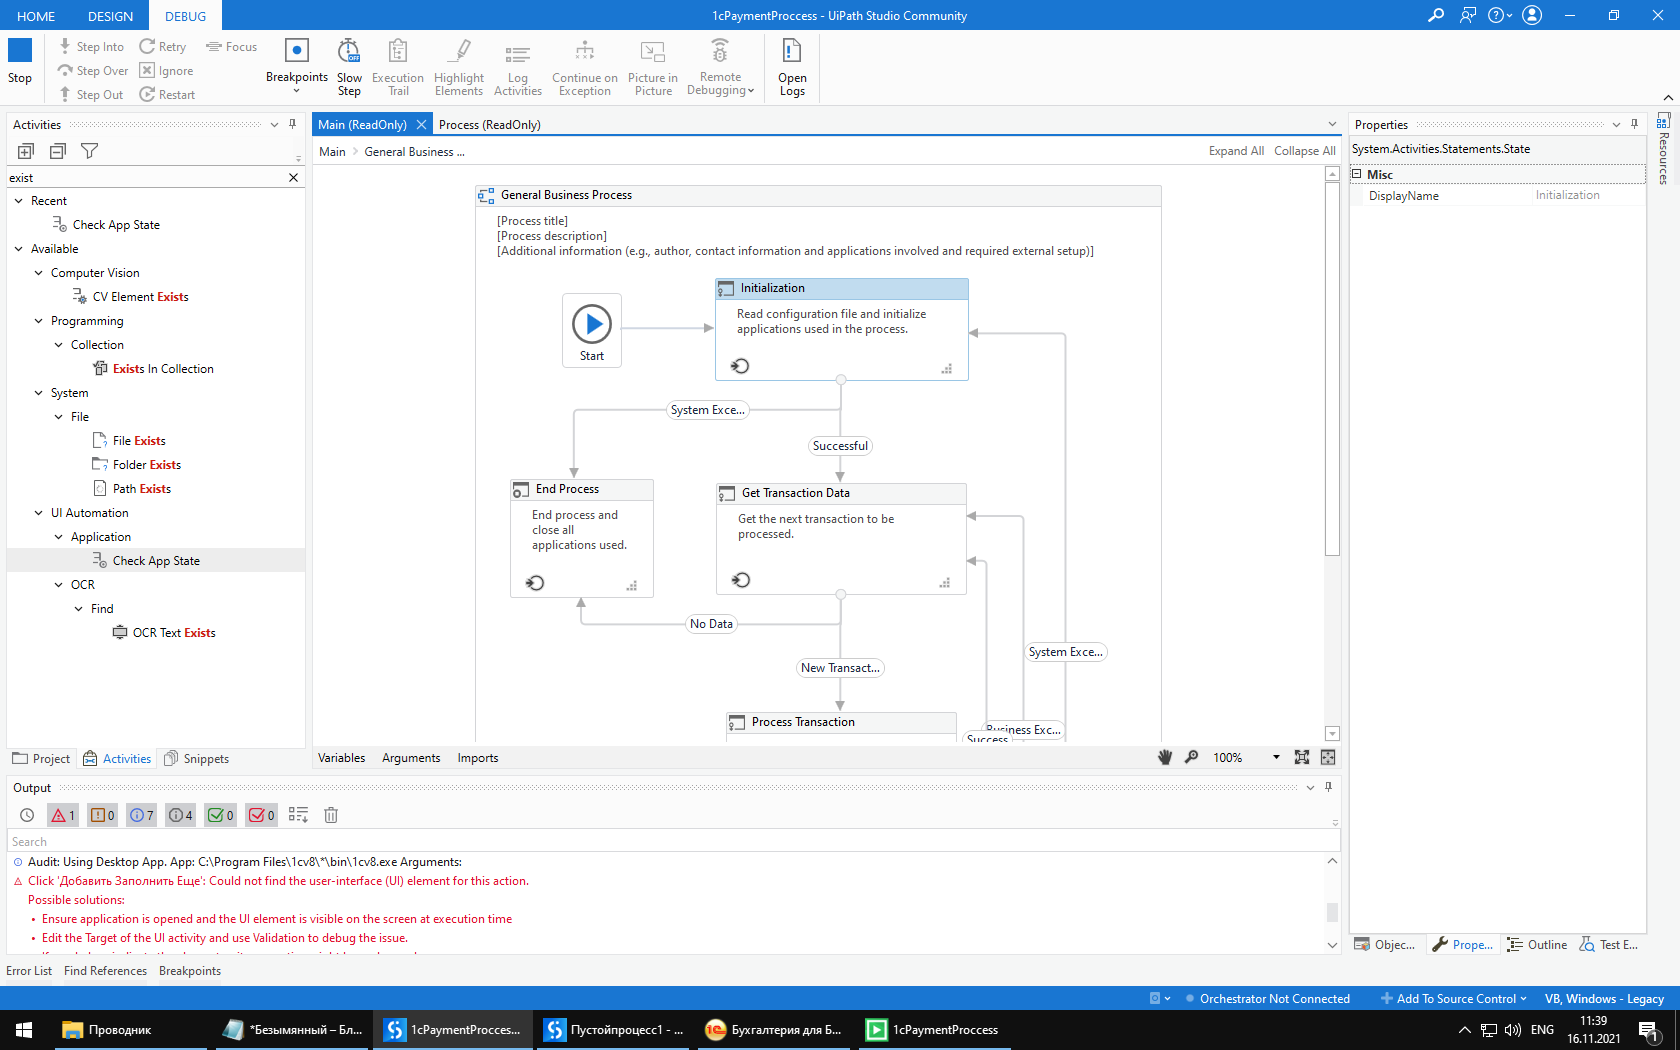 HOME
DESIGN
DEBUG
1cPaymentProccess - UiPath Studio Community
Stop
Step Into
Step Over
Step Out
Retry
Ignore
Restart
Focus
Breakpoints
Slow Step
Execution Trail
Highlight Elements
Log Activities
Continue on Exception
Picture in Picture
Remote Debugging
Open Logs
Activities
exist
Recent
Check App State
Available
Computer Vision
CV Element Exists
Programming
Collection
Exists In Collection
System
File
File Exists
Folder Exists
Path Exists
UI Automation
Application
Check App State
OCR
Find
OCR Text Exists
Project
Activities
Snippets
Main (ReadOnly)
Process (ReadOnly)
Main > General Business ...
Expand All
Collapse All
General Business Process
[Process title]
[Process description]
[Additional information (e.g., author, contact information and applications involved and required external setup)]
Start
Initialization
Read configuration file and initialize
applications used in the process.
System Exce...
Successful
End Process
End process and
close all
applications used.
Get Transaction Data
Get the next transaction to be
processed.
No Data
New Transact...
System Exce...
Process Transaction
Business Exc...
Success
Variables
Arguments
Imports
100%
Properties
System.Activities.Statements.State
Misc
DisplayName
Initialization
Resources
Objec...
Prope...
Outline
Test E...
Output
1
0
7
4
0
0
Search
Audit: Using Desktop App. App: C:\Program Files\1cv8\*\bin\1cv8.exe Arguments:
Click 'Добавить Заполнить Еще': Could not find the user-interface (UI) element for this action.
Possible solutions:
• Ensure application is opened and the UI element is visible on the screen at execution time
• Edit the Target of the UI activity and use Validation to debug the issue.
Error List
Find References
Breakpoints
Orchestrator Not Connected
Add To Source Control
VB, Windows - Legacy
Проводник
*Безымянный – Бл...
1cPaymentProcces...
Пустойпроцесс1 - ...
Бухгалтерия для Б...
1cPaymentProccess
ENG
11:39
16.11.2021
1